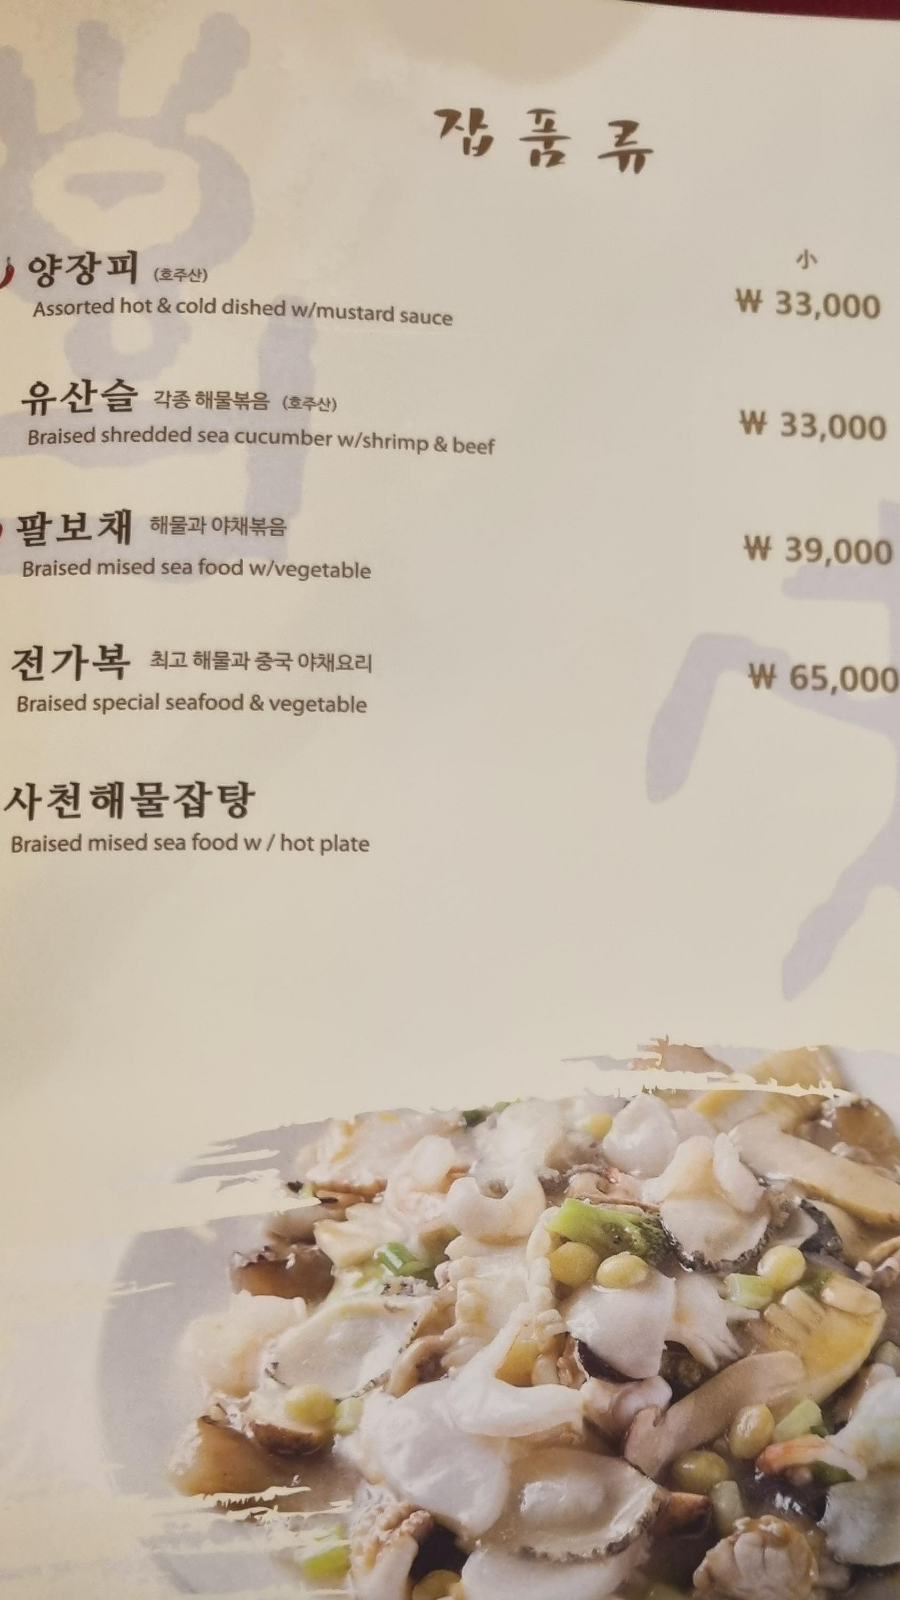 잡품류
小
양장피 (호주산) ₩ 33,000
Assorted hot & cold dished w/mustard sauce
유산슬 각종 해물볶음 (호주산) ₩ 33,000
Braised shredded sea cucumber w/shrimp & beef
팔보채 해물과 야채볶음 ₩ 39,000
Braised mised sea food w/vegetable
전가복 최고 해물과 중국 야채요리 ₩ 65,000
Braised special seafood & vegetable
사천해물잡탕
Braised mised sea food w / hot plate